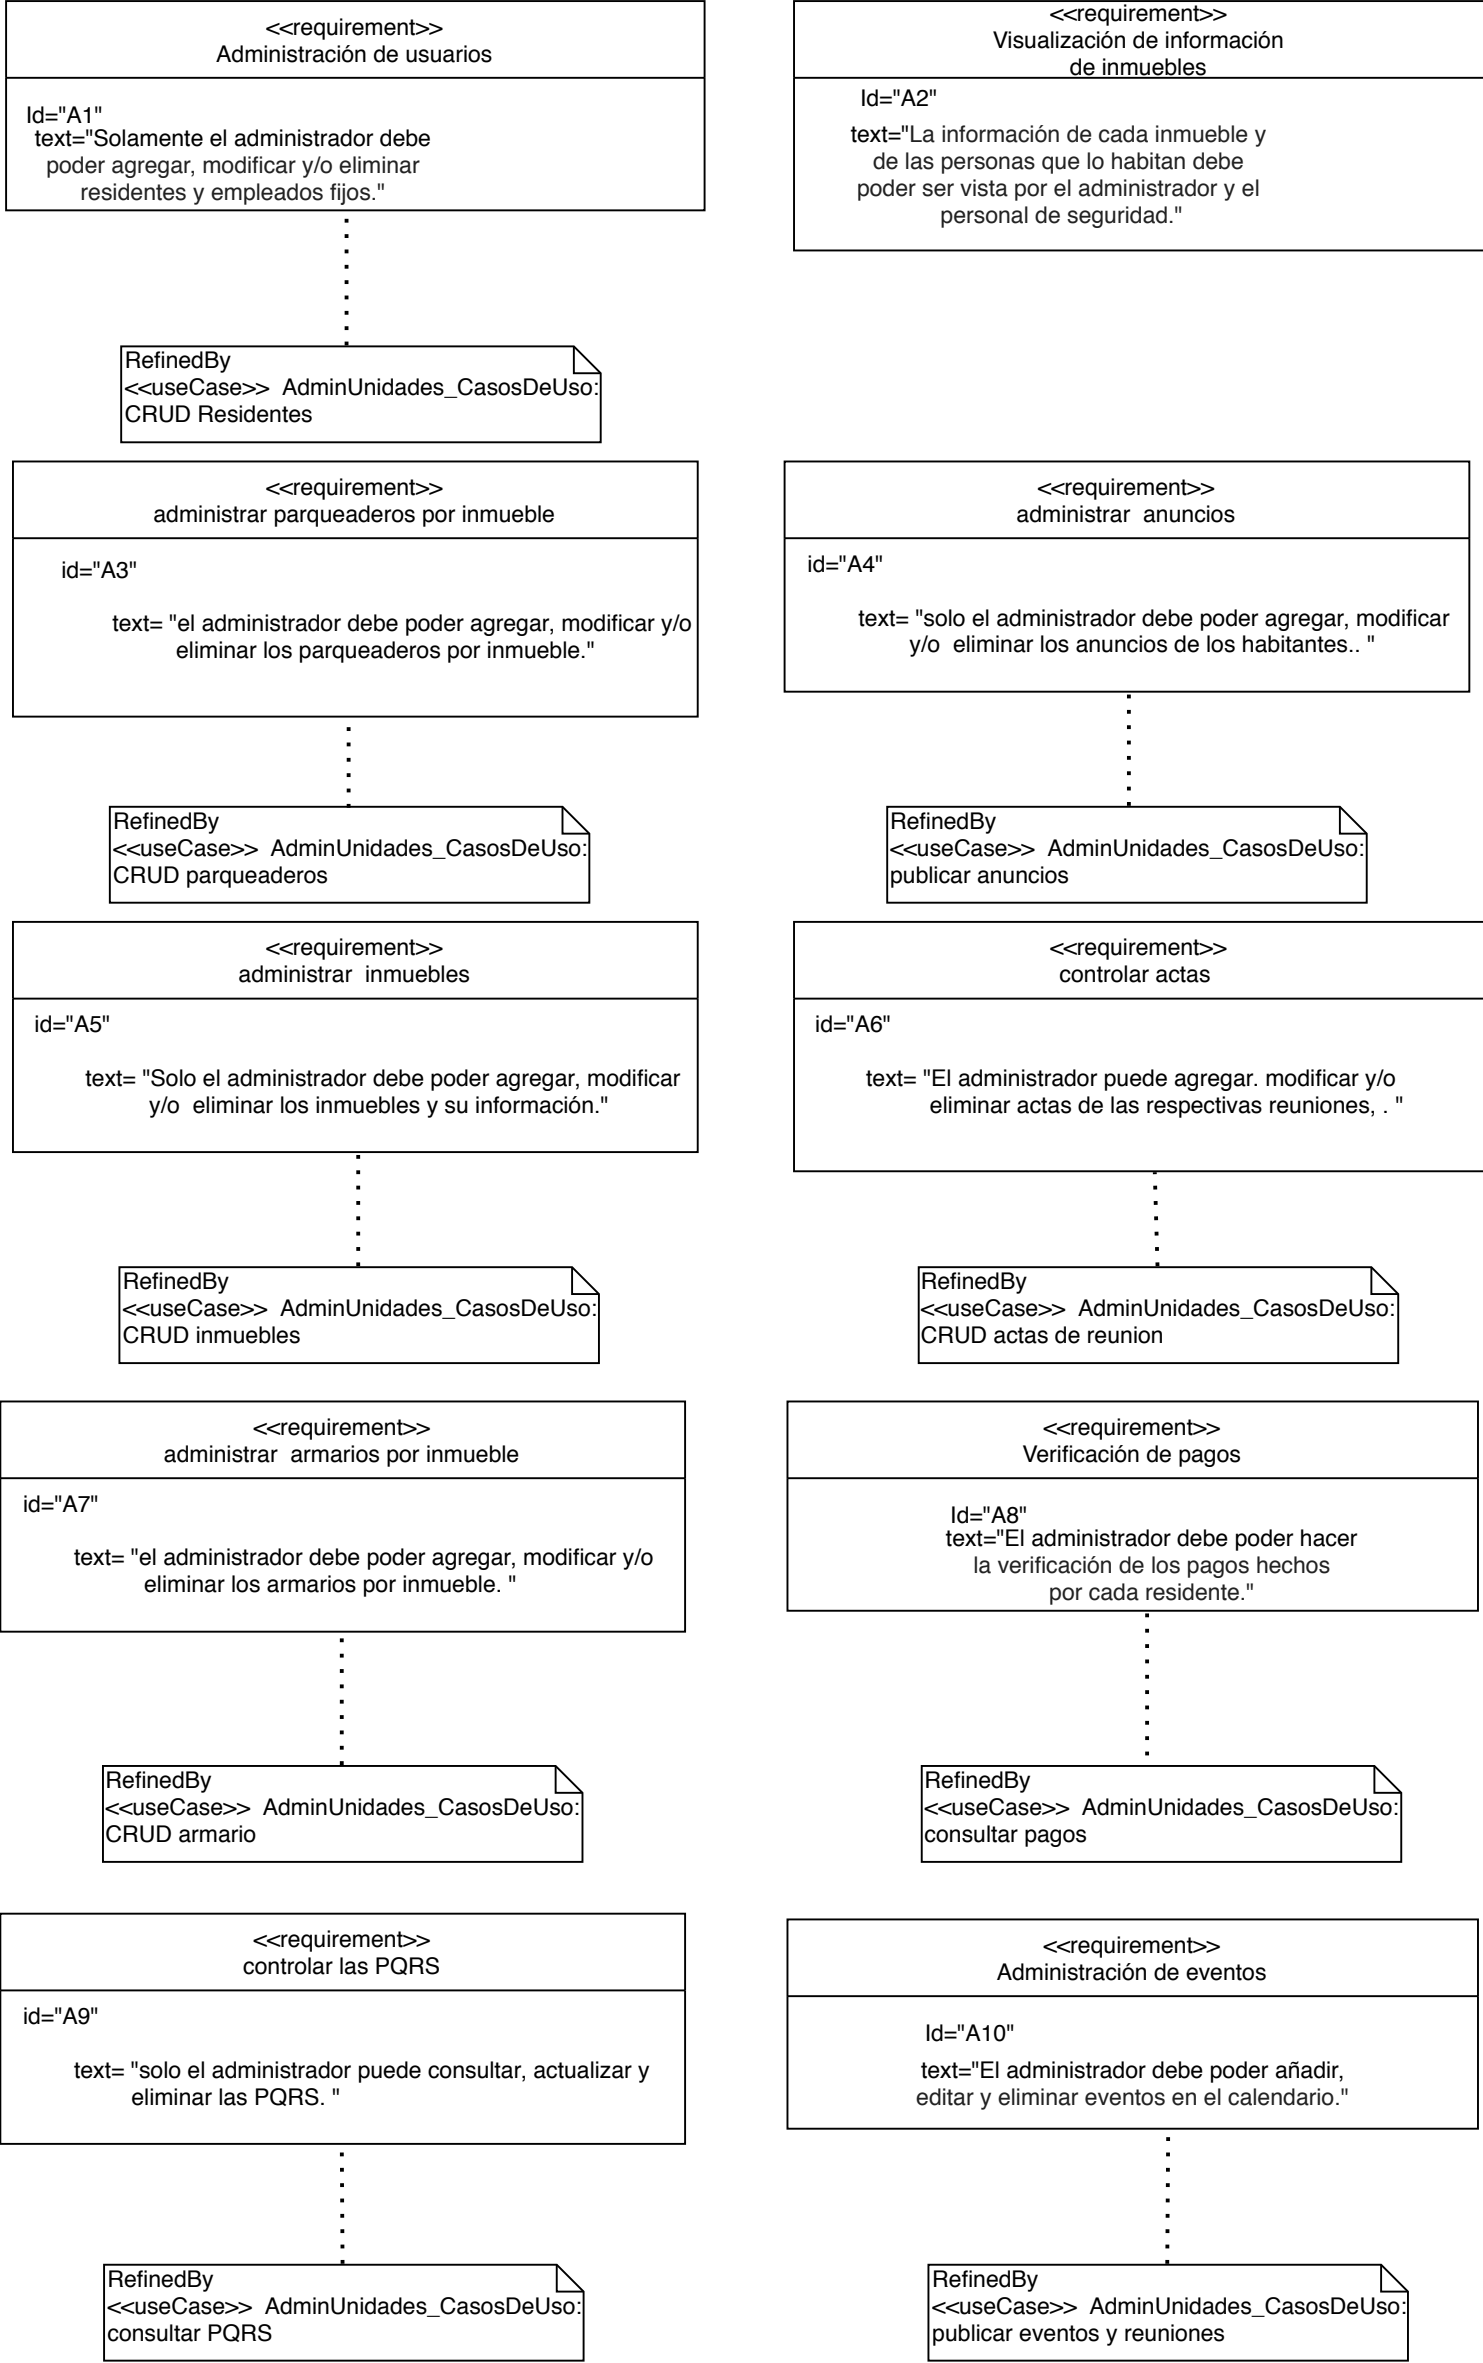 <<requirement>>
Administración de usuarios
Id="A1"
text="Solamente el administrador debe
poder agregar, modificar y/o eliminar
residentes y empleados fijos."
RefinedBy
<<useCase>>  AdminUnidades_CasosDeUso:
CRUD Residentes
<<requirement>>
Visualización de información
de inmuebles
Id="A2"
text="La información de cada inmueble y
de las personas que lo habitan debe
poder ser vista por el administrador y el
personal de seguridad."
<<requirement>>
administrar parqueaderos por inmueble
id="A3"
text= "el administrador debe poder agregar, modificar y/o
eliminar los parqueaderos por inmueble."
RefinedBy
<<useCase>>  AdminUnidades_CasosDeUso:
CRUD parqueaderos
<<requirement>>
administrar  anuncios
id="A4"
text= "solo el administrador debe poder agregar, modificar
y/o  eliminar los anuncios de los habitantes.. "
RefinedBy
<<useCase>>  AdminUnidades_CasosDeUso:
publicar anuncios
<<requirement>>
administrar  inmuebles
id="A5"
text= "Solo el administrador debe poder agregar, modificar
y/o  eliminar los inmuebles y su información."
RefinedBy
<<useCase>>  AdminUnidades_CasosDeUso:
CRUD inmuebles
<<requirement>>
controlar actas
id="A6"
text= "El administrador puede agregar. modificar y/o
eliminar actas de las respectivas reuniones, . "
RefinedBy
<<useCase>>  AdminUnidades_CasosDeUso:
CRUD actas de reunion
<<requirement>>
administrar  armarios por inmueble
id="A7"
text= "el administrador debe poder agregar, modificar y/o
eliminar los armarios por inmueble. "
RefinedBy
<<useCase>>  AdminUnidades_CasosDeUso:
CRUD armario
<<requirement>>
Verificación de pagos
Id="A8"
text="El administrador debe poder hacer
la verificación de los pagos hechos
por cada residente."
RefinedBy
<<useCase>>  AdminUnidades_CasosDeUso:
consultar pagos
<<requirement>>
controlar las PQRS
id="A9"
text= "solo el administrador puede consultar, actualizar y
eliminar las PQRS. "
RefinedBy
<<useCase>>  AdminUnidades_CasosDeUso:
consultar PQRS
<<requirement>>
Administración de eventos
Id="A10"
text="El administrador debe poder añadir,
editar y eliminar eventos en el calendario."
RefinedBy
<<useCase>>  AdminUnidades_CasosDeUso:
publicar eventos y reuniones